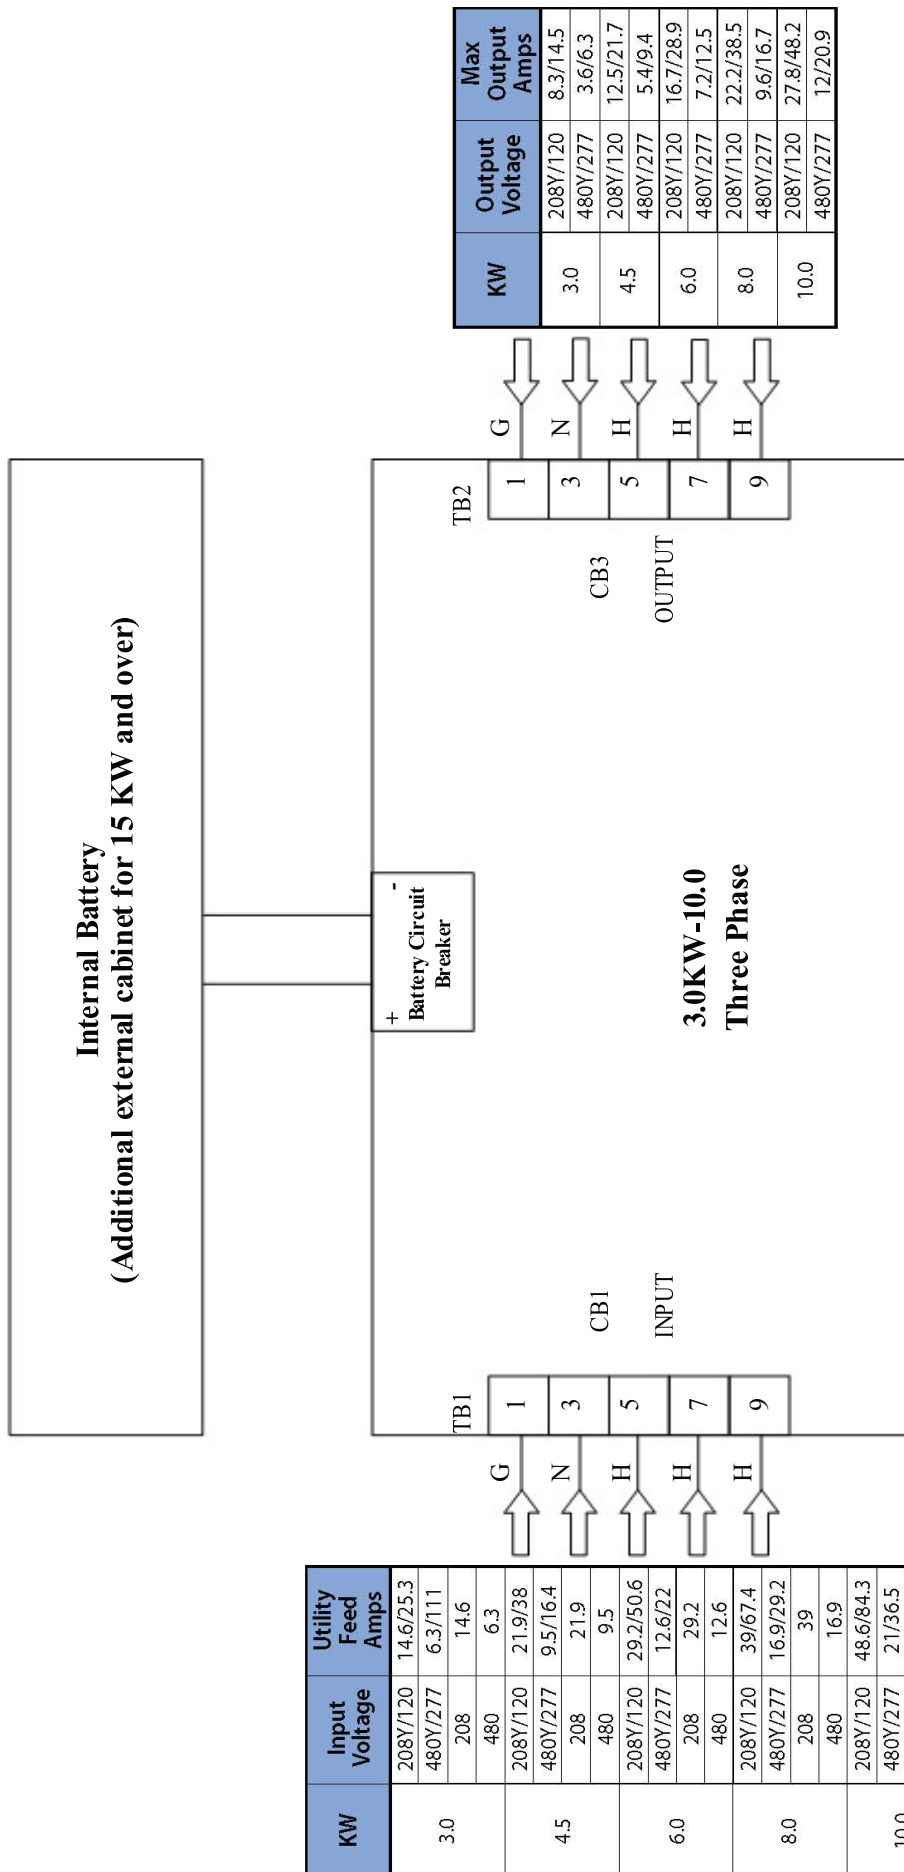 Internal Battery
(Additional external cabinet for 15 KW and over)
+ -
Battery Circuit
Breaker
3.0KW-10.0
Three Phase
TB1
1
3
5
7
9
G
N
H
H
H
CB1
INPUT
TB2
1
3
5
7
9
G
N
H
H
H
CB3
OUTPUT
KW Input Voltage Utility Feed Amps
3.0 208Y/120 14.6/25.3
480Y/277 6.3/111
208 14.6
480 6.3
4.5 208Y/120 21.9/38
480Y/277 9.5/16.4
208 21.9
480 9.5
6.0 208Y/120 29.2/50.6
480Y/277 12.6/22
208 29.2
480 12.6
8.0 208Y/120 39/67.4
480Y/277 16.9/29.2
208 39
480 16.9
10.0 208Y/120 48.6/84.3
480Y/277 21/36.5
KW Output Voltage Max Output Amps
3.0 208Y/120 8.3/14.5
480Y/277 3.6/6.3
4.5 208Y/120 12.5/21.7
480Y/277 5.4/9.4
6.0 208Y/120 16.7/28.9
480Y/277 7.2/12.5
8.0 208Y/120 22.2/38.5
480Y/277 9.6/16.7
10.0 208Y/120 27.8/48.2
480Y/277 12/20.9